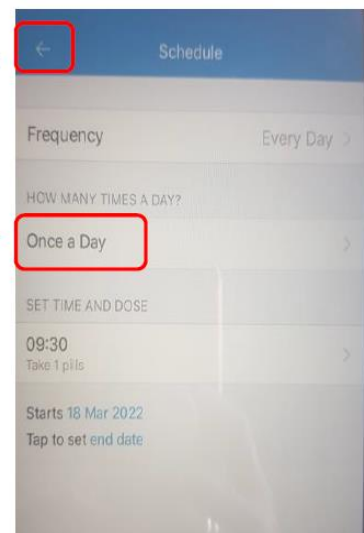 Schedule
Frequency Every Day
HOW MANY TIMES A DAY?
Once a Day
SET TIME AND DOSE
09:30
Take 1 pills
Starts 18 Mar 2022
Tap to set end date